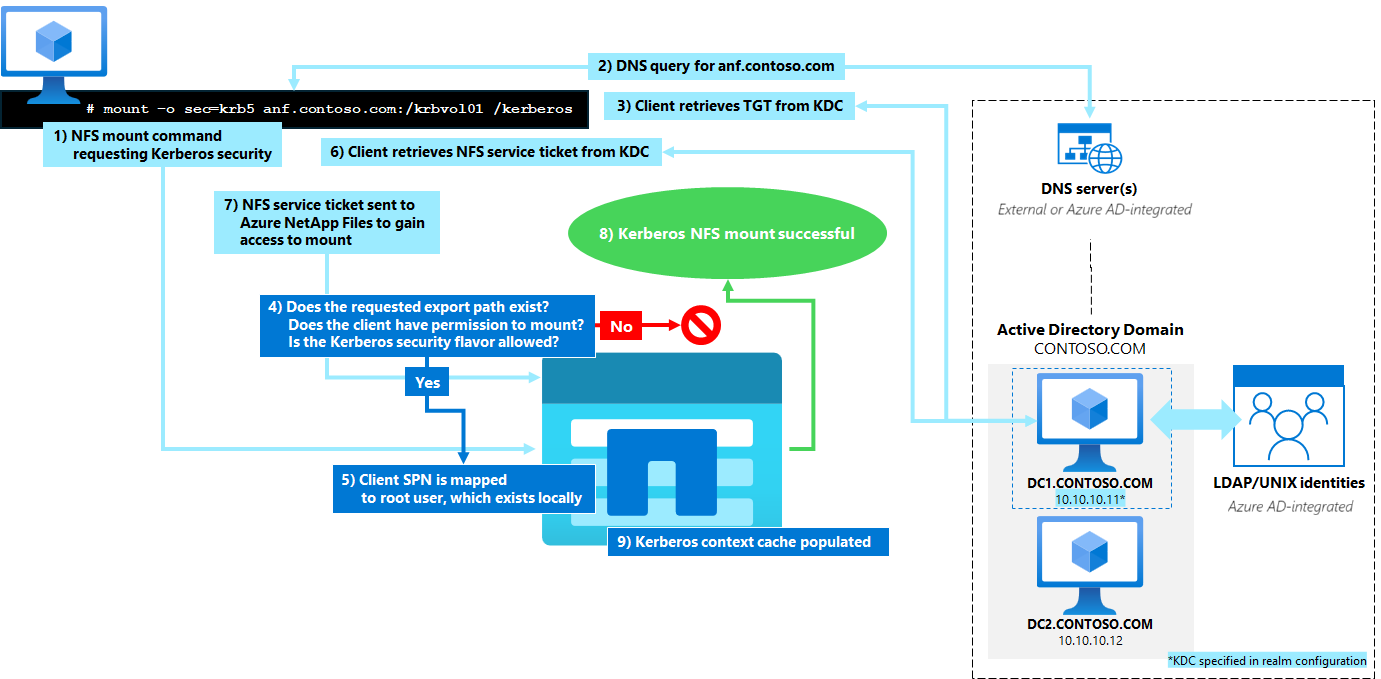 2) DNS query for anf.contoso.com
# mount -o sec=krb5 anf.contoso.com:/krbvol01 /kerberos
3) Client retrieves TGT from KDC
1) NFS mount command
requesting Kerberos security
6) Client retrieves NFS service ticket from KDC
DNS server(s)
External or Azure AD-integrated
7) NFS service ticket sent to
Azure NetApp Files to gain
access to mount
8) Kerberos NFS mount successful
4) Does the requested export path exist?
Does the client have permission to mount?
Is the Kerberos security flavor allowed?
No
Yes
Active Directory Domain
CONTOSO.COM
5) Client SPN is mapped
to root user, which exists locally
9) Kerberos context cache populated
DC1.CONTOSO.COM
10.10.10.11*
LDAP/UNIX identities
Azure AD-integrated
DC2.CONTOSO.COM
10.10.10.12
*KDC specified in realm configuration